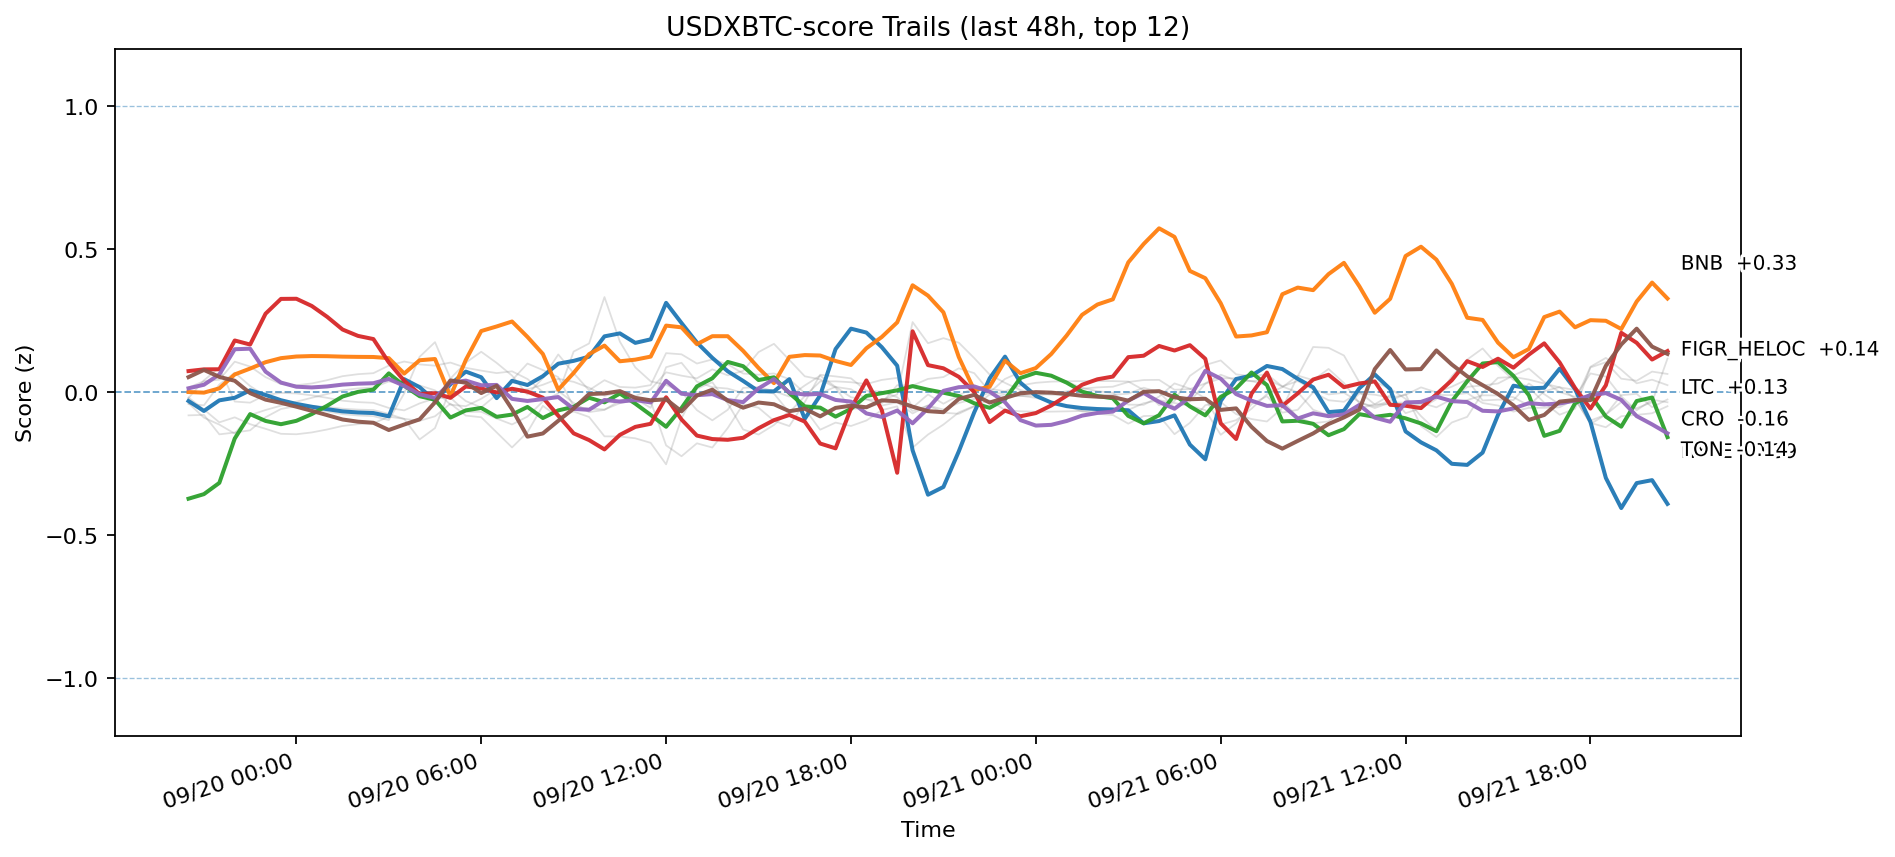 USDXBTC-score Trails (last 48h, top 12)
Score (z)
1.0
0.5
0.0
−0.5
−1.0
BNB +0.33
FIGR_HELOC +0.14
LTC +0.13
CRO -0.16
TON -0.14
09/20 00:00
09/20 06:00
09/20 12:00
09/20 18:00
09/21 00:00
09/21 06:00
09/21 12:00
09/21 18:00
Time